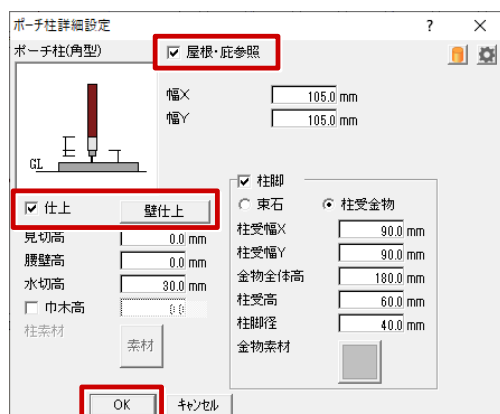 ポーチ柱詳細設定 ? ×
ポーチ柱(角型)
屋根・庇参照
幅X 105.0 mm
幅Y 105.0 mm
GL
仕上 壁仕上
見切高 0.0 mm
腰壁高 0.0 mm
水切高 30.0 mm
巾木高 0.0
柱素材 素材
柱脚
束石 柱受金物
柱受幅X 90.0 mm
柱受幅Y 90.0 mm
金物全体高 180.0 mm
柱受高 60.0 mm
柱脚径 40.0 mm
金物素材
OK キャンセル